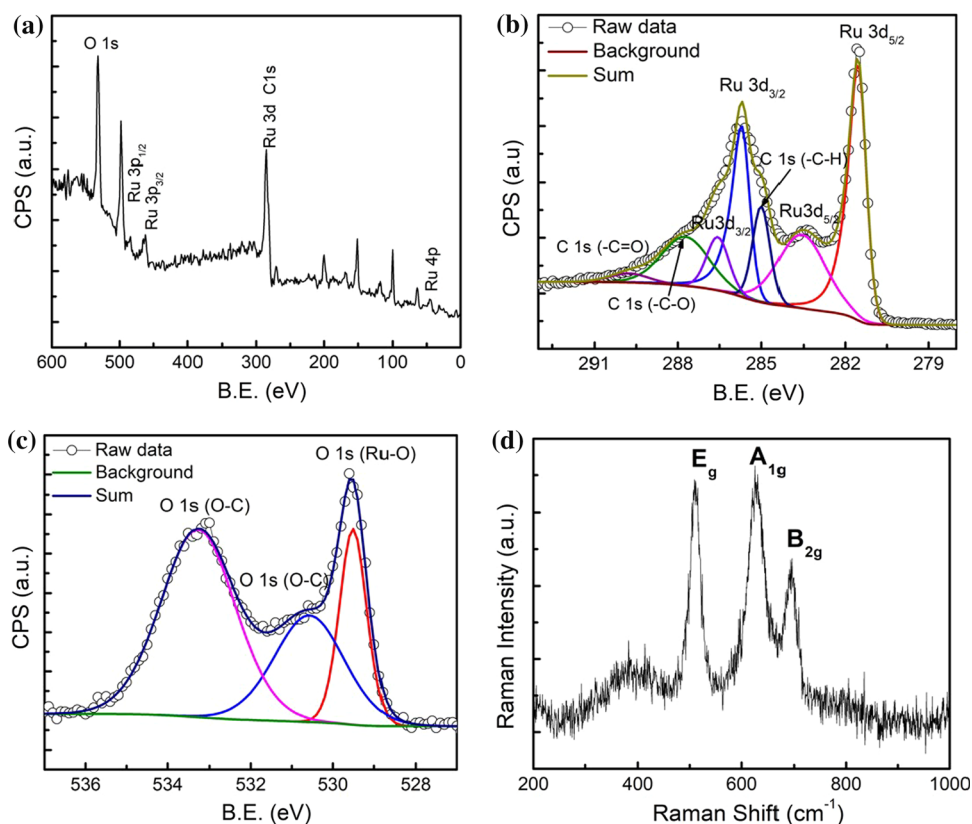 (a)
O 1s
Ru 3p1/2
Ru 3p3/2
Ru 3d C1s
Ru 4p
CPS (a.u.)
600 500 400 300 200 100 0
B.E. (eV)
(b)
Raw data
Background
Sum
Ru 3d5/2
Ru 3d3/2
C 1s (-C-H)
Ru3d3/2
Ru3d5/2
C 1s (-C=O)
C 1s (-C-O)
CPS (a.u)
291 288 285 282 279
B.E. (eV)
(c)
Raw data
Background
Sum
O 1s (Ru-O)
O 1s (O-C)
O 1s (O-C)
CPS (a.u.)
536 534 532 530 528
B.E. (eV)
(d)
Eg
A1g
B2g
Raman Intensity (a.u.)
200 400 600 800 1000
Raman Shift (cm-1)